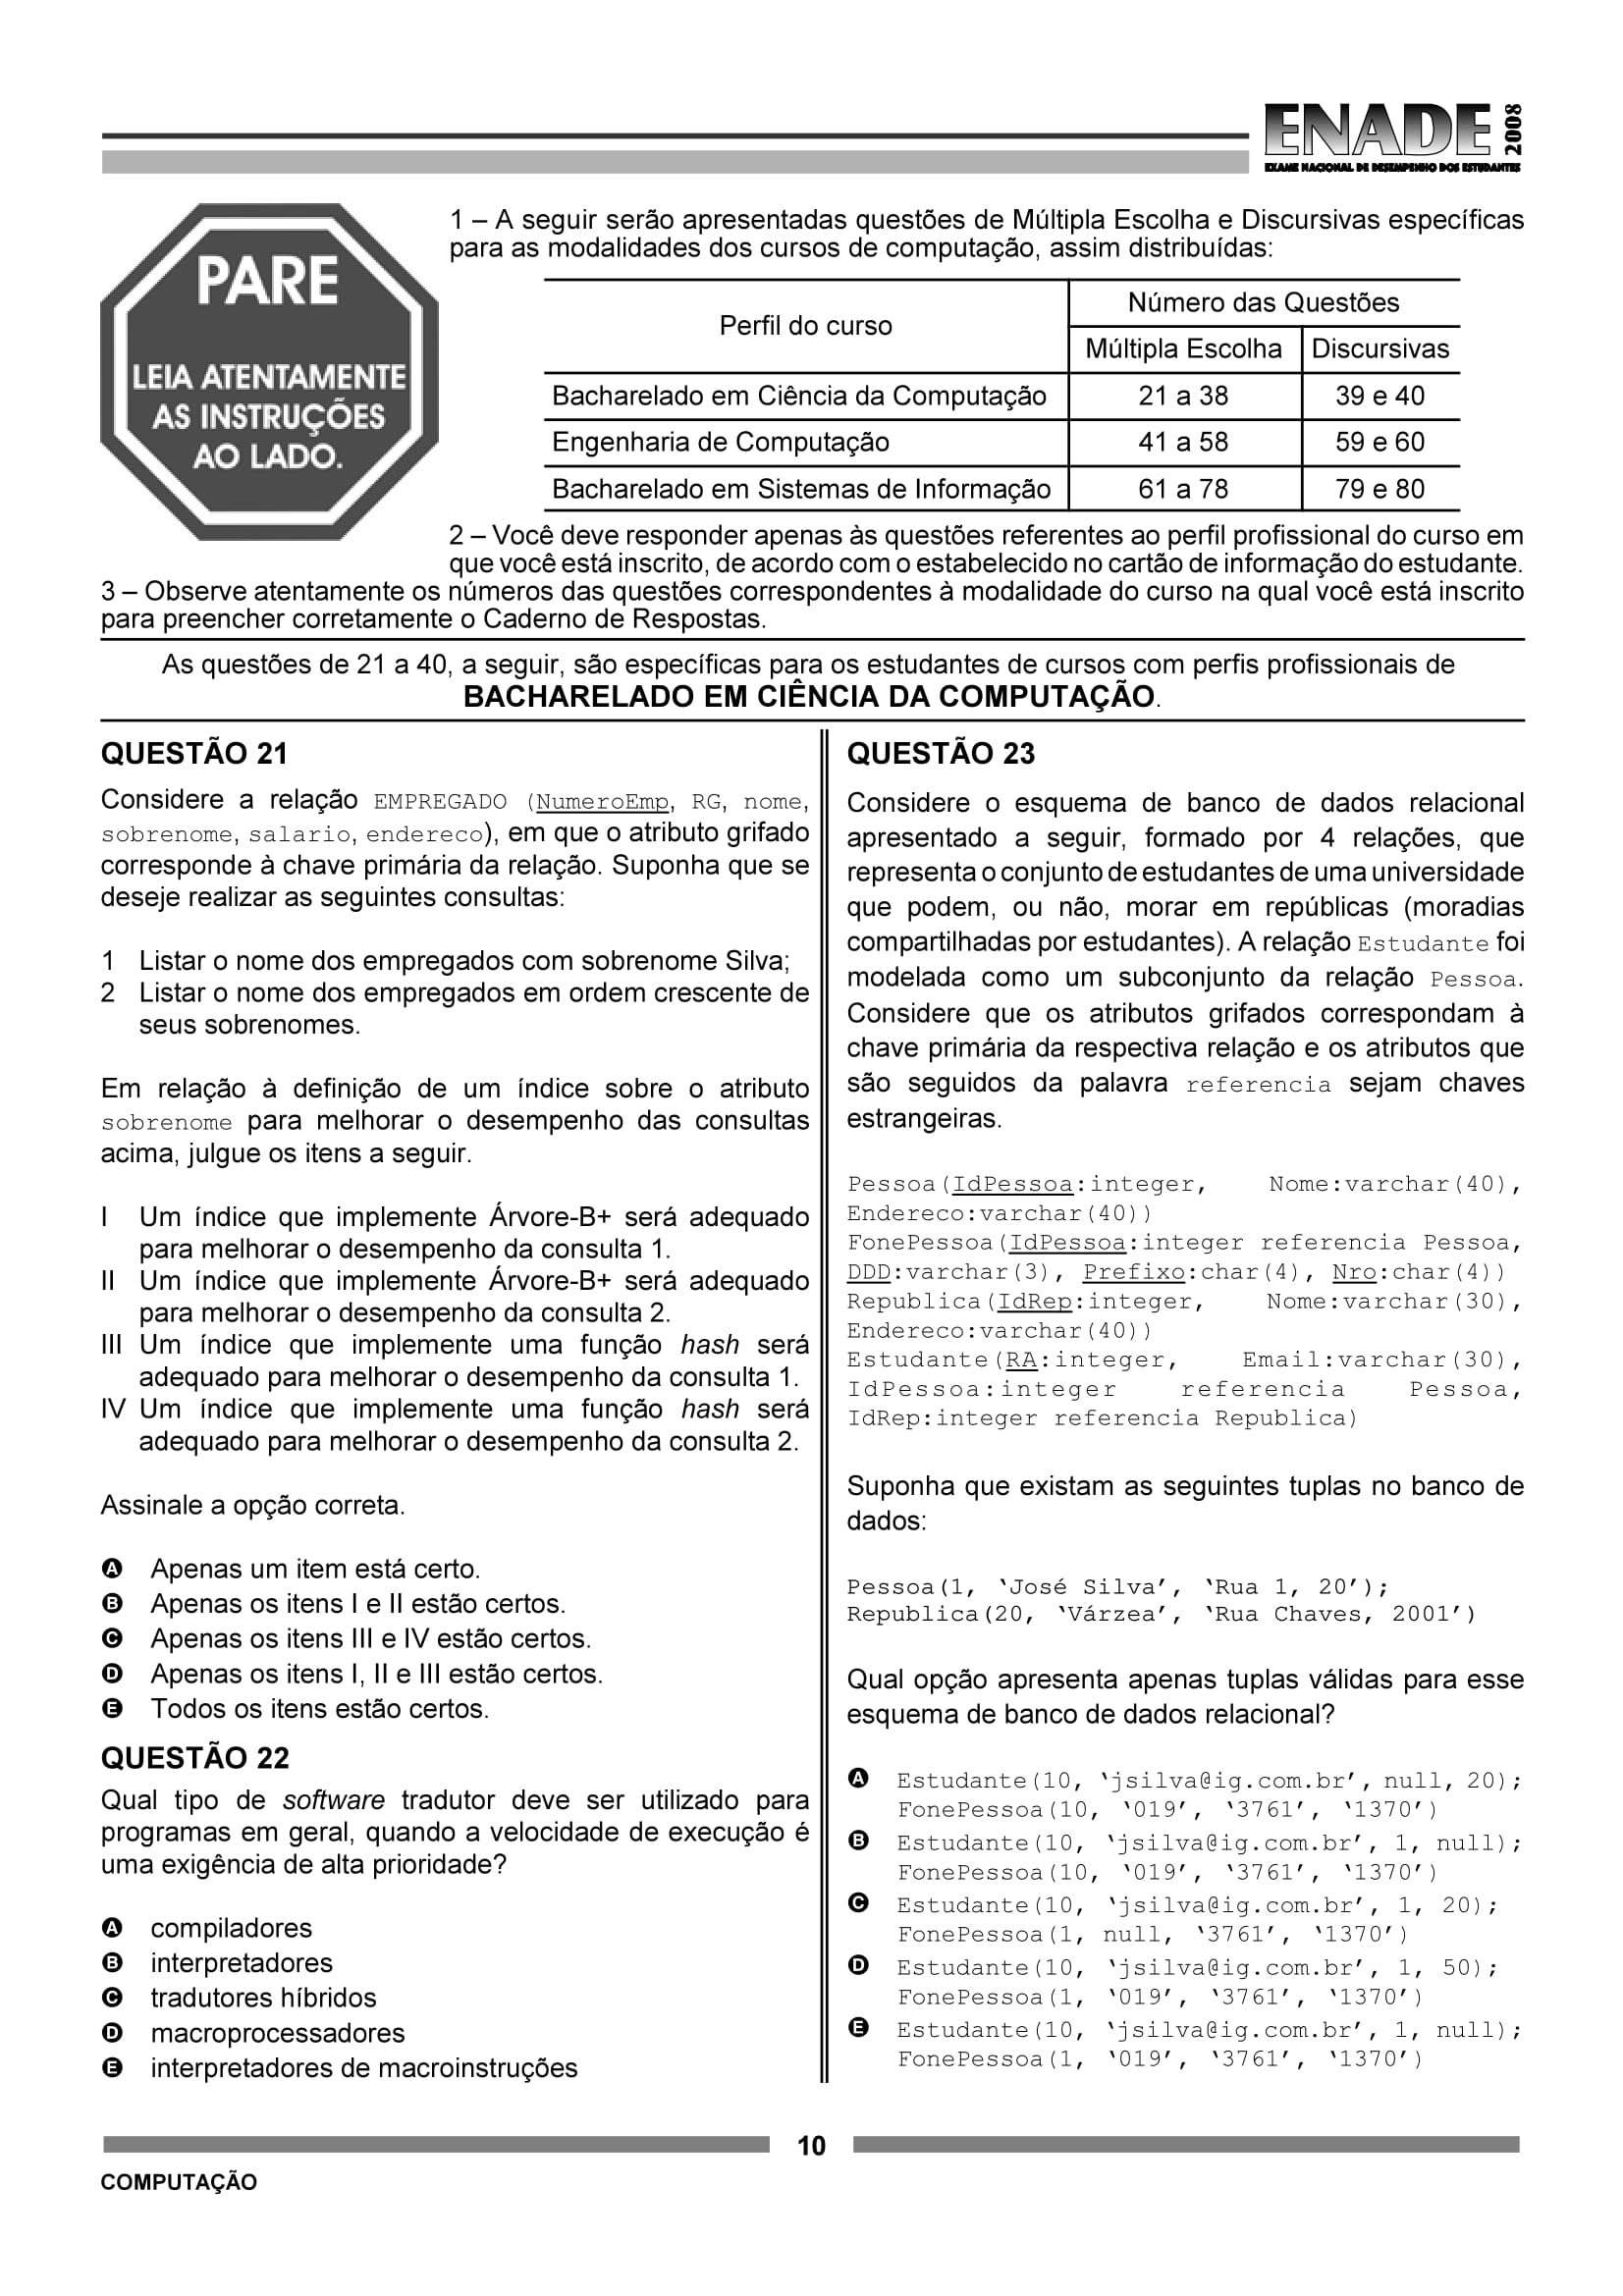 ENADE 2008
EXAME NACIONAL DE DESEMPENHO DOS ESTUDANTES
PARE
LEIA ATENTAMENTE
AS INSTRUÇÕES
AO LADO.
1 – A seguir serão apresentadas questões de Múltipla Escolha e Discursivas específicas
para as modalidades dos cursos de computação, assim distribuídas:
Perfil do curso
Número das Questões
Múltipla Escolha Discursivas
Bacharelado em Ciência da Computação 21 a 38 39 e 40
Engenharia de Computação 41 a 58 59 e 60
Bacharelado em Sistemas de Informação 61 a 78 79 e 80
2 – Você deve responder apenas às questões referentes ao perfil profissional do curso em
que você está inscrito, de acordo com o estabelecido no cartão de informação do estudante.
3 – Observe atentamente os números das questões correspondentes à modalidade do curso na qual você está inscrito
para preencher corretamente o Caderno de Respostas.
As questões de 21 a 40, a seguir, são específicas para os estudantes de cursos com perfis profissionais de
BACHARELADO EM CIÊNCIA DA COMPUTAÇÃO.
QUESTÃO 21
Considere a relação EMPREGADO (NumeroEmp, RG, nome,
sobrenome, salario, endereco), em que o atributo grifado
corresponde à chave primária da relação. Suponha que se
deseje realizar as seguintes consultas:
1 Listar o nome dos empregados com sobrenome Silva;
2 Listar o nome dos empregados em ordem crescente de
seus sobrenomes.
Em relação à definição de um índice sobre o atributo
sobrenome para melhorar o desempenho das consultas
acima, julgue os itens a seguir.
I Um índice que implemente Árvore-B+ será adequado
para melhorar o desempenho da consulta 1.
II Um índice que implemente Árvore-B+ será adequado
para melhorar o desempenho da consulta 2.
III Um índice que implemente uma função hash será
adequado para melhorar o desempenho da consulta 1.
IV Um índice que implemente uma função hash será
adequado para melhorar o desempenho da consulta 2.
Assinale a opção correta.
A Apenas um item está certo.
B Apenas os itens I e II estão certos.
C Apenas os itens III e IV estão certos.
D Apenas os itens I, II e III estão certos.
E Todos os itens estão certos.
QUESTÃO 22
Qual tipo de software tradutor deve ser utilizado para
programas em geral, quando a velocidade de execução é
uma exigência de alta prioridade?
A compiladores
B interpretadores
C tradutores híbridos
D macroprocessadores
E interpretadores de macroinstruções
QUESTÃO 23
Considere o esquema de banco de dados relacional
apresentado a seguir, formado por 4 relações, que
representa o conjunto de estudantes de uma universidade
que podem, ou não, morar em repúblicas (moradias
compartilhadas por estudantes). A relação Estudante foi
modelada como um subconjunto da relação Pessoa.
Considere que os atributos grifados correspondam à
chave primária da respectiva relação e os atributos que
são seguidos da palavra referencia sejam chaves
estrangeiras.
Pessoa(IdPessoa:integer, Nome:varchar(40),
Endereco:varchar(40))
FonePessoa(IdPessoa:integer referencia Pessoa,
DDD:varchar(3), Prefixo:char(4), Nro:char(4))
Republica(IdRep:integer, Nome:varchar(30),
Endereco:varchar(40))
Estudante(RA:integer, Email:varchar(30),
IdPessoa:integer referencia Pessoa,
IdRep:integer referencia Republica)
Suponha que existam as seguintes tuplas no banco de
dados:
Pessoa(1, ‘José Silva’, ‘Rua 1, 20’);
Republica(20, ‘Várzea’, ‘Rua Chaves, 2001’)
Qual opção apresenta apenas tuplas válidas para esse
esquema de banco de dados relacional?
A Estudante(10, ‘jsilva@ig.com.br’, null, 20);
FonePessoa(10, ‘019’, ‘3761’, ‘1370’)
B Estudante(10, ‘jsilva@ig.com.br’, 1, null);
FonePessoa(10, ‘019’, ‘3761’, ‘1370’)
C Estudante(10, ‘jsilva@ig.com.br’, 1, 20);
FonePessoa(1, null, ‘3761’, ‘1370’)
D Estudante(10, ‘jsilva@ig.com.br’, 1, 50);
FonePessoa(1, ‘019’, ‘3761’, ‘1370’)
E Estudante(10, ‘jsilva@ig.com.br’, 1, null);
FonePessoa(1, ‘019’, ‘3761’, ‘1370’)
10
COMPUTAÇÃO